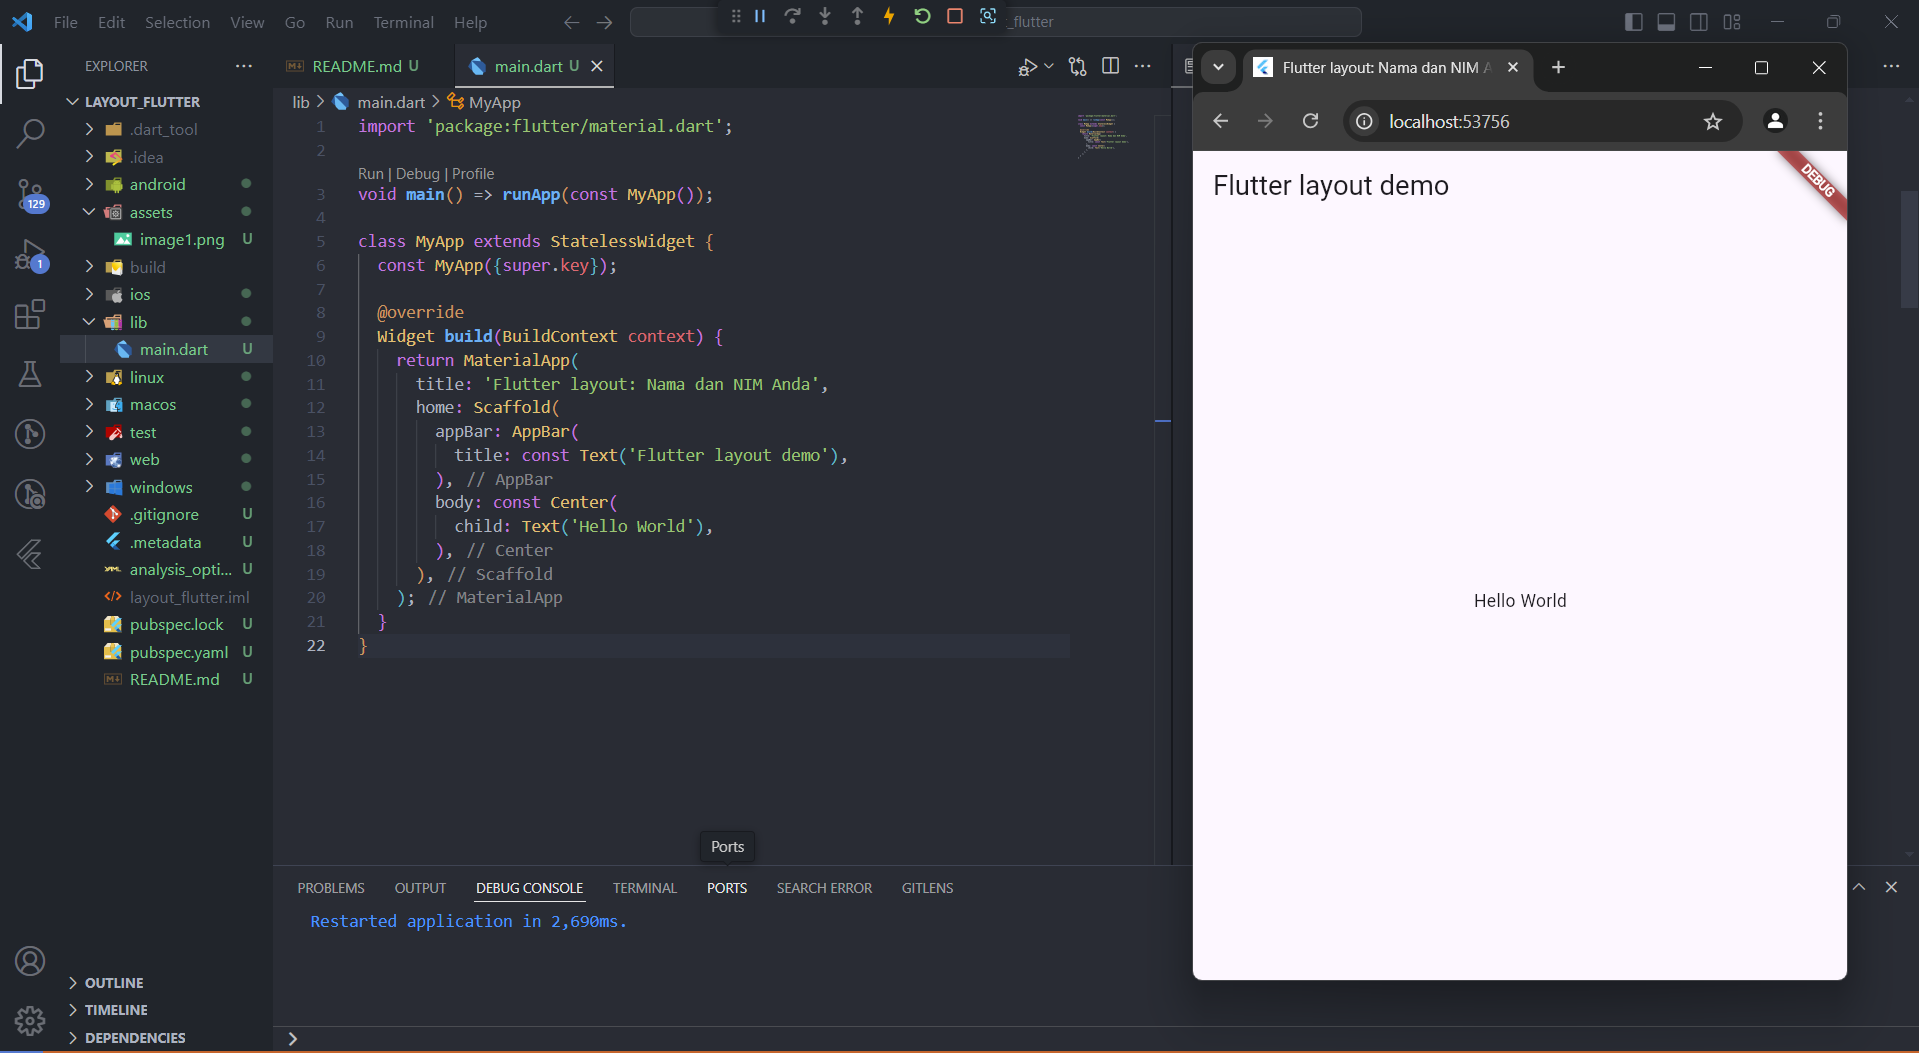 File Edit Selection View Go Run Terminal Help
_flutter
EXPLORER
LAYOUT_FLUTTER
.dart_tool
.idea
android
assets
image1.png U
build
ios
lib
main.dart U
linux
macos
test
web
windows
.gitignore U
.metadata U
analysis_opti... U
layout_flutter.iml
pubspec.lock U
pubspec.yaml U
README.md U
OUTLINE
TIMELINE
DEPENDENCIES
129
1
README.md U
main.dart U
lib > main.dart > MyApp
1 import 'package:flutter/material.dart';
2
Run | Debug | Profile
3 void main() => runApp(const MyApp());
4
5 class MyApp extends StatelessWidget {
6 const MyApp({super.key});
7
8 @override
9 Widget build(BuildContext context) {
10 return MaterialApp(
11 title: 'Flutter layout: Nama dan NIM Anda',
12 home: Scaffold(
13 appBar: AppBar(
14 title: const Text('Flutter layout demo'),
15 ), // AppBar
16 body: const Center(
17 child: Text('Hello World'),
18 ), // Center
19 ), // Scaffold
20 ); // MaterialApp
21 }
22 }
Ports
PROBLEMS OUTPUT DEBUG CONSOLE TERMINAL PORTS SEARCH ERROR GITLENS
Restarted application in 2,690ms.
Flutter layout: Nama dan NIM A
localhost:53756
Flutter layout demo
DEBUG
Hello World